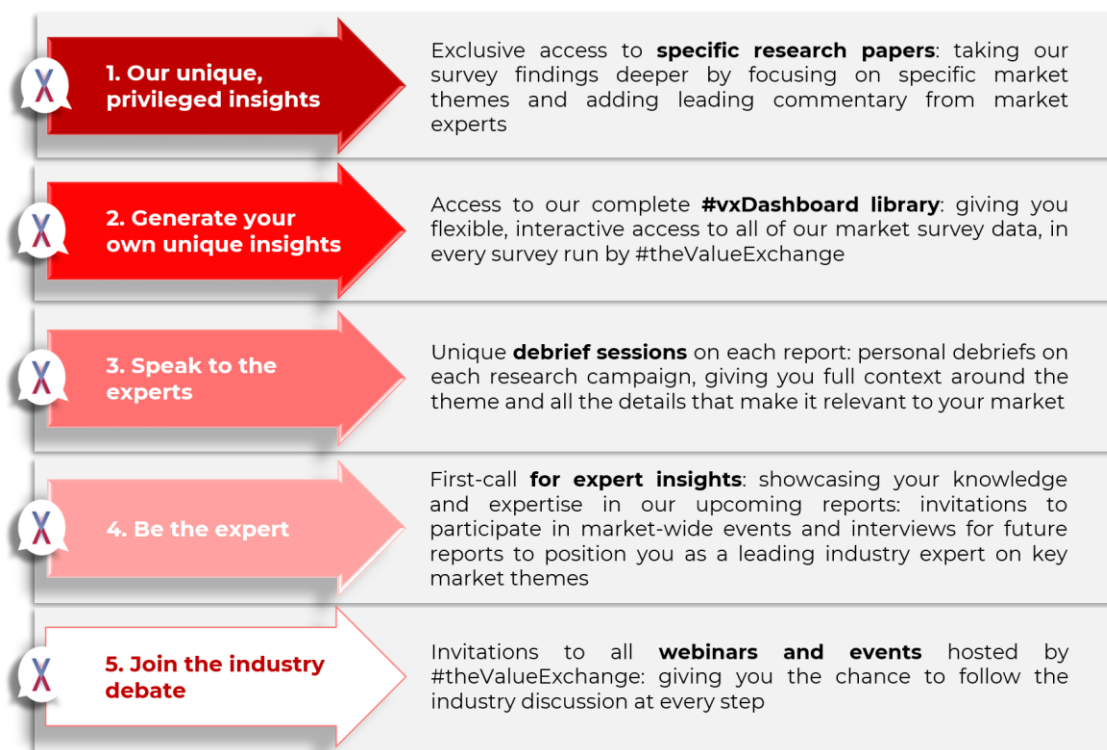 1. Our unique,
privileged insights
Exclusive access to specific research papers: taking our
survey findings deeper by focusing on specific market
themes and adding leading commentary from market
experts
2. Generate your
own unique insights
Access to our complete #vxDashboard library: giving you
flexible, interactive access to all of our market survey data, in
every survey run by #theValueExchange
3. Speak to the
experts
Unique debrief sessions on each report: personal debriefs on
each research campaign, giving you full context around the
theme and all the details that make it relevant to your market
4. Be the expert
First-call for expert insights: showcasing your knowledge
and expertise in our upcoming reports: invitations to
participate in market-wide events and interviews for future
reports to position you as a leading industry expert on key
market themes
5. Join the industry
debate
Invitations to all webinars and events hosted by
#theValueExchange: giving you the chance to follow the
industry discussion at every step